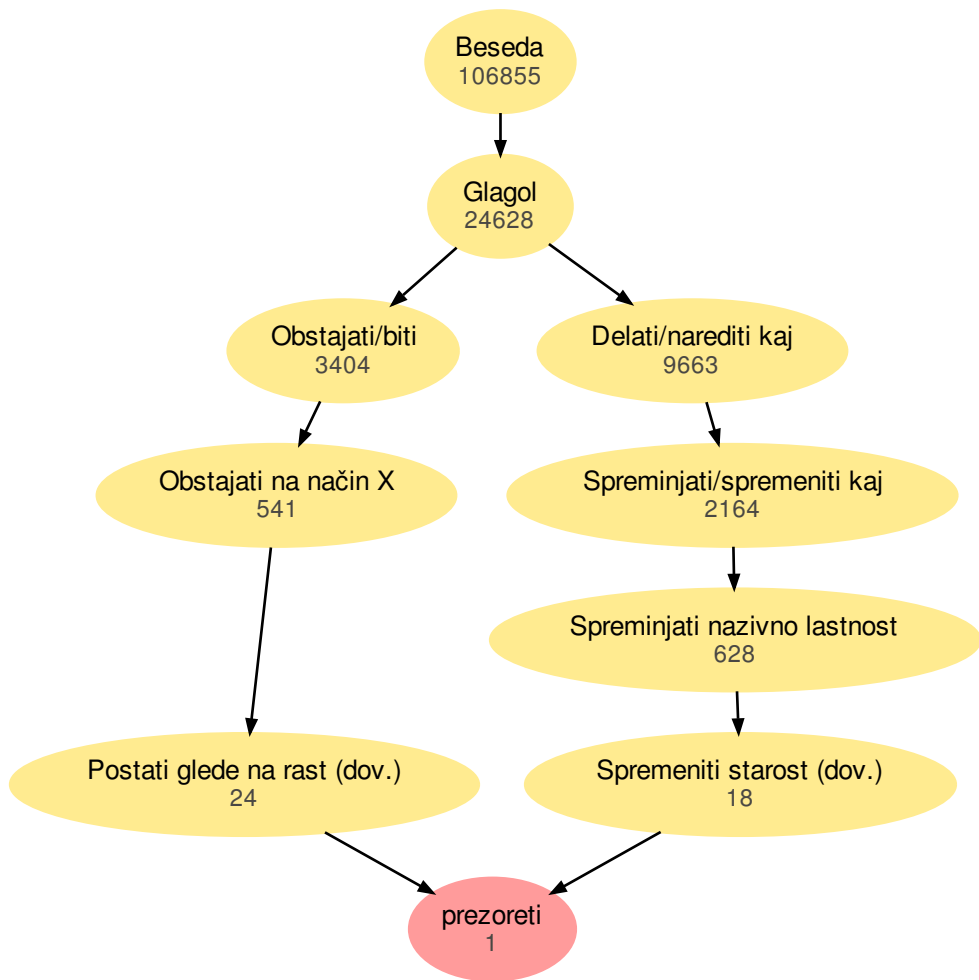 Beseda
106855
Glagol
24628
Obstajati/biti
3404
Delati/narediti kaj
9663
Obstajati na način X
541
Spreminjati/spremeniti kaj
2164
Spreminjati nazivno lastnost
628
Postati glede na rast (dov.)
24
Spremeniti starost (dov.)
18
prezoreti
1